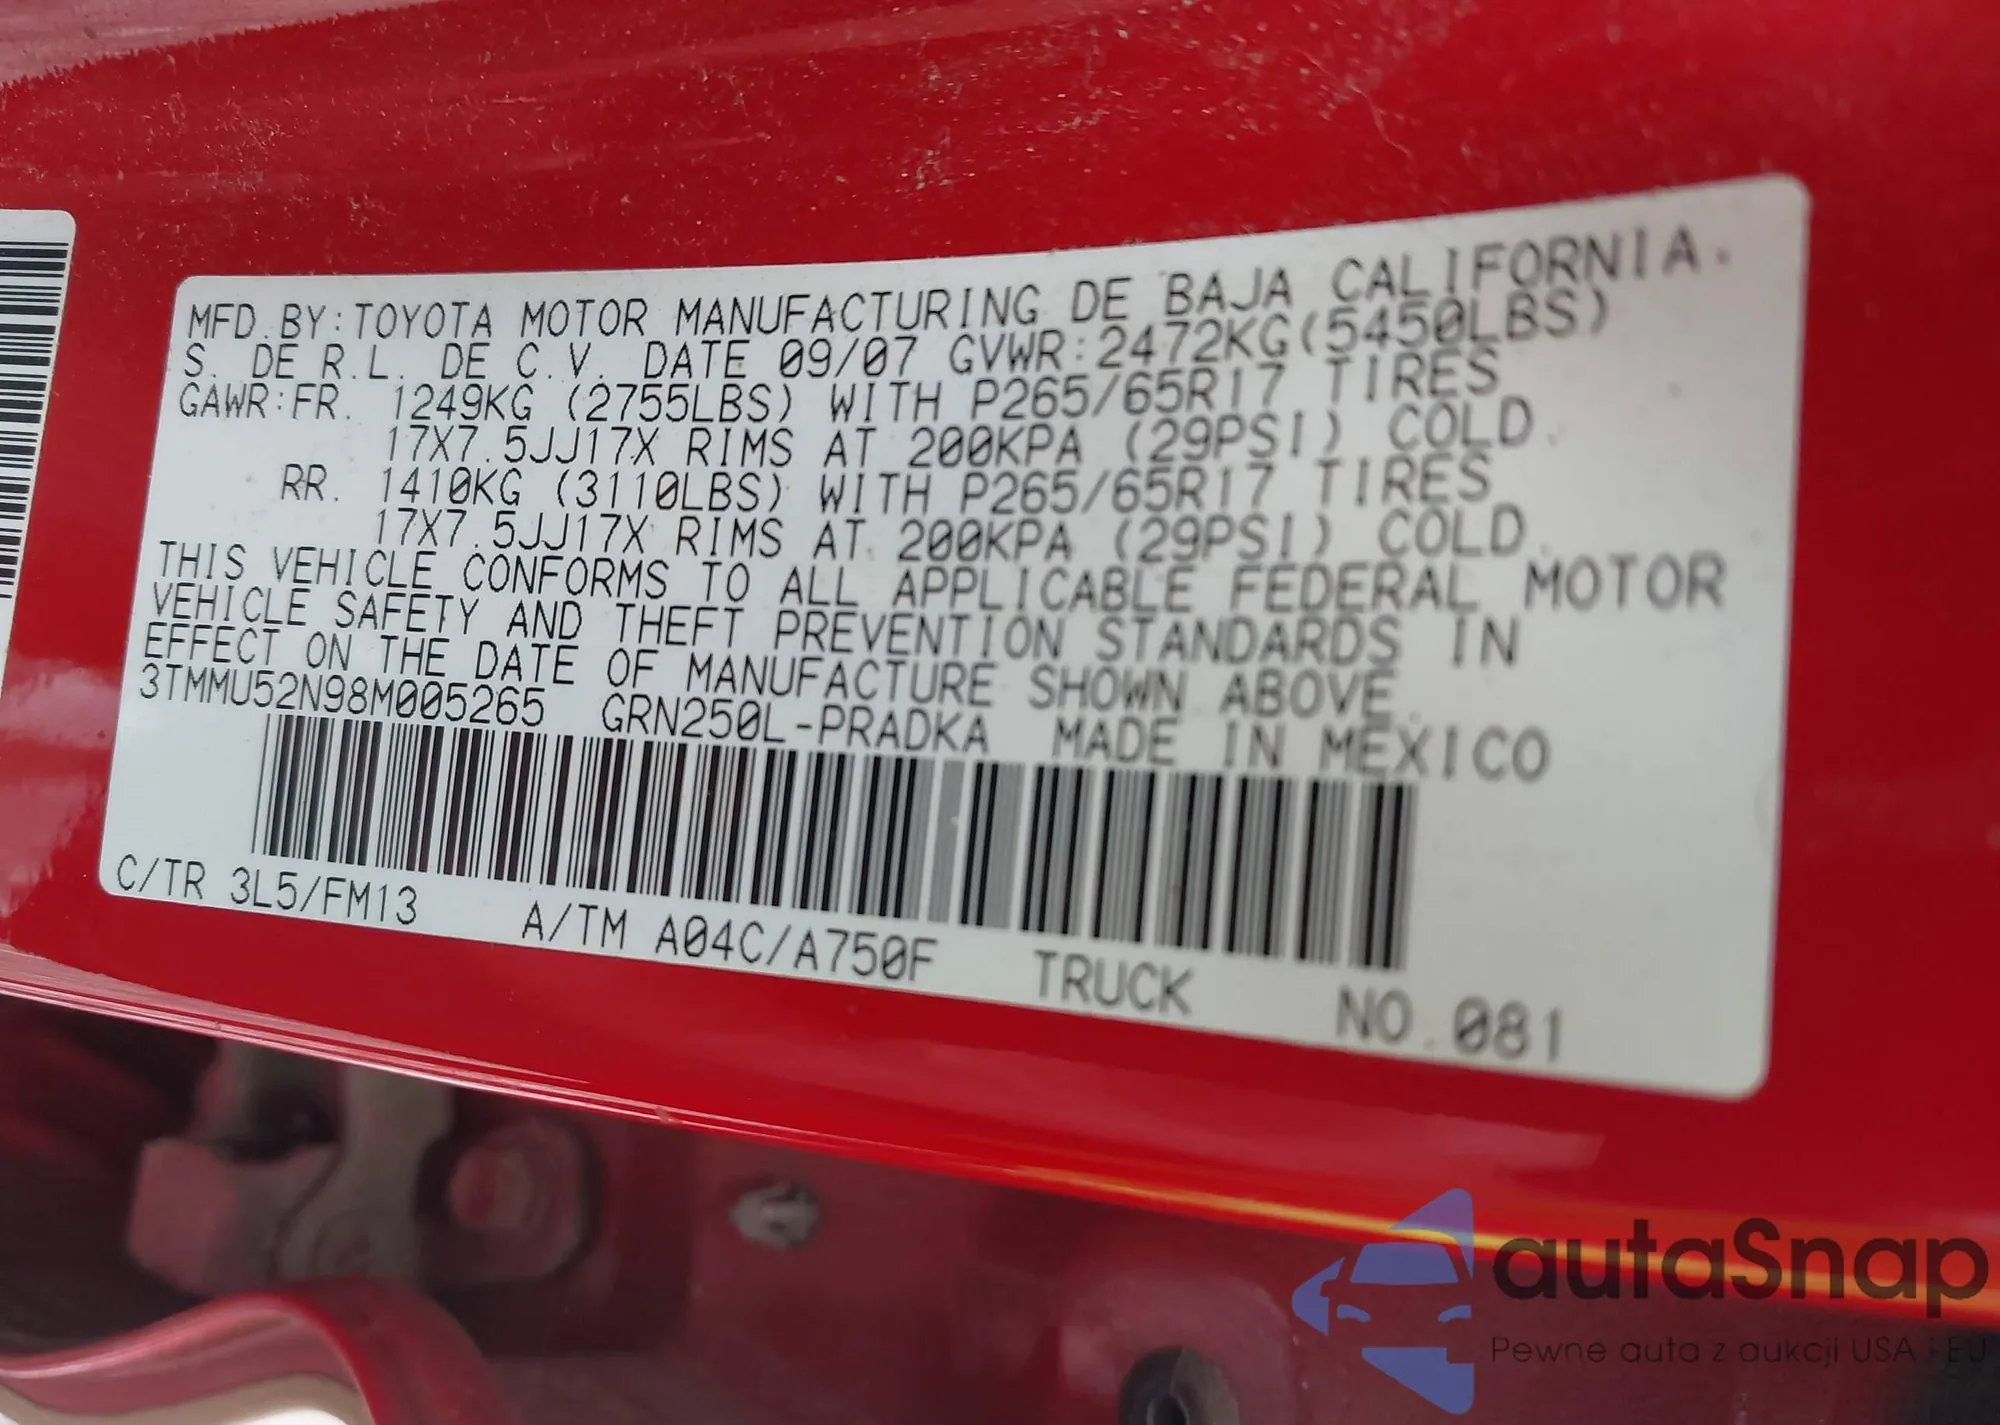 MFD.BY:TOYOTA MOTOR MANUFACTURING DE BAJA CALIFORNIA.
S. DE R.L. DE C.V. DATE 09/07 GVWR:2472KG(5450LBS)
GAWR:FR. 1249KG (2755LBS) WITH P265/65R17 TIRES
17X7.5JJ17X RIMS AT 200KPA (29PSI) COLD.
RR. 1410KG (3110LBS) WITH P265/65R17 TIRES
17X7.5JJ17X RIMS AT 200KPA (29PSI) COLD.
THIS VEHICLE CONFORMS TO ALL APPLICABLE FEDERAL MOTOR
VEHICLE SAFETY AND THEFT PREVENTION STANDARDS IN
EFFECT ON THE DATE OF MANUFACTURE SHOWN ABOVE.
3TMMU52N98M005265 GRN250L-PRADKA MADE IN MEXICO
C/TR 3L5/FM13 A/TM A04C/A750F TRUCK NO.081
autaSnap
Pewne auta z aukcji USA i EU